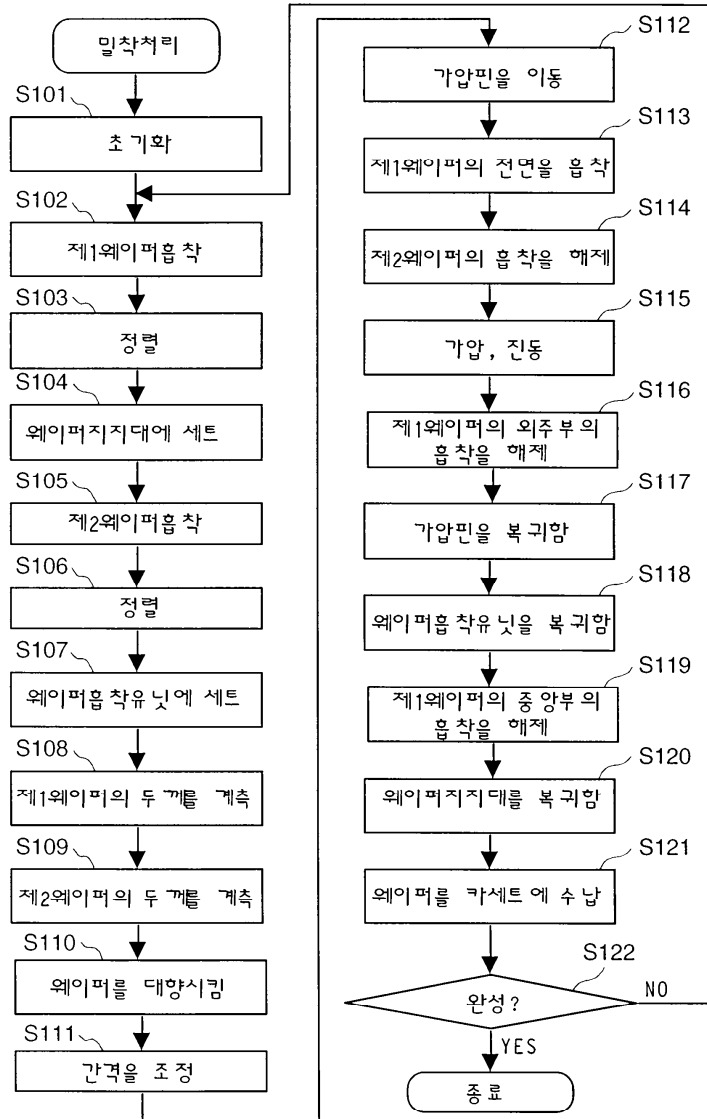 밀착처리
S101
초기화
S102
제1웨이퍼흡착
S103
정렬
S104
웨이퍼지지대에 세트
S105
제2웨이퍼흡착
S106
정렬
S107
웨이퍼흡착유닛에 세트
S108
제1웨이퍼의 두께를 계측
S109
제2웨이퍼의 두께를 계측
S110
웨이퍼를 대향시킴
S111
간격을 조정
S112
가압핀을 이동
S113
제1웨이퍼의 전면을 흡착
S114
제2웨이퍼의 흡착을 해제
S115
가압, 진동
S116
제1웨이퍼의 외주부의
흡착을 해제
S117
가압핀을 복귀함
S118
웨이퍼흡착유닛을 복귀함
S119
제1웨이퍼의 중앙부의
흡착을 해제
S120
웨이퍼지지대를 복귀함
S121
웨이퍼를 카세트에 수납
S122
완성?
NO
YES
종료